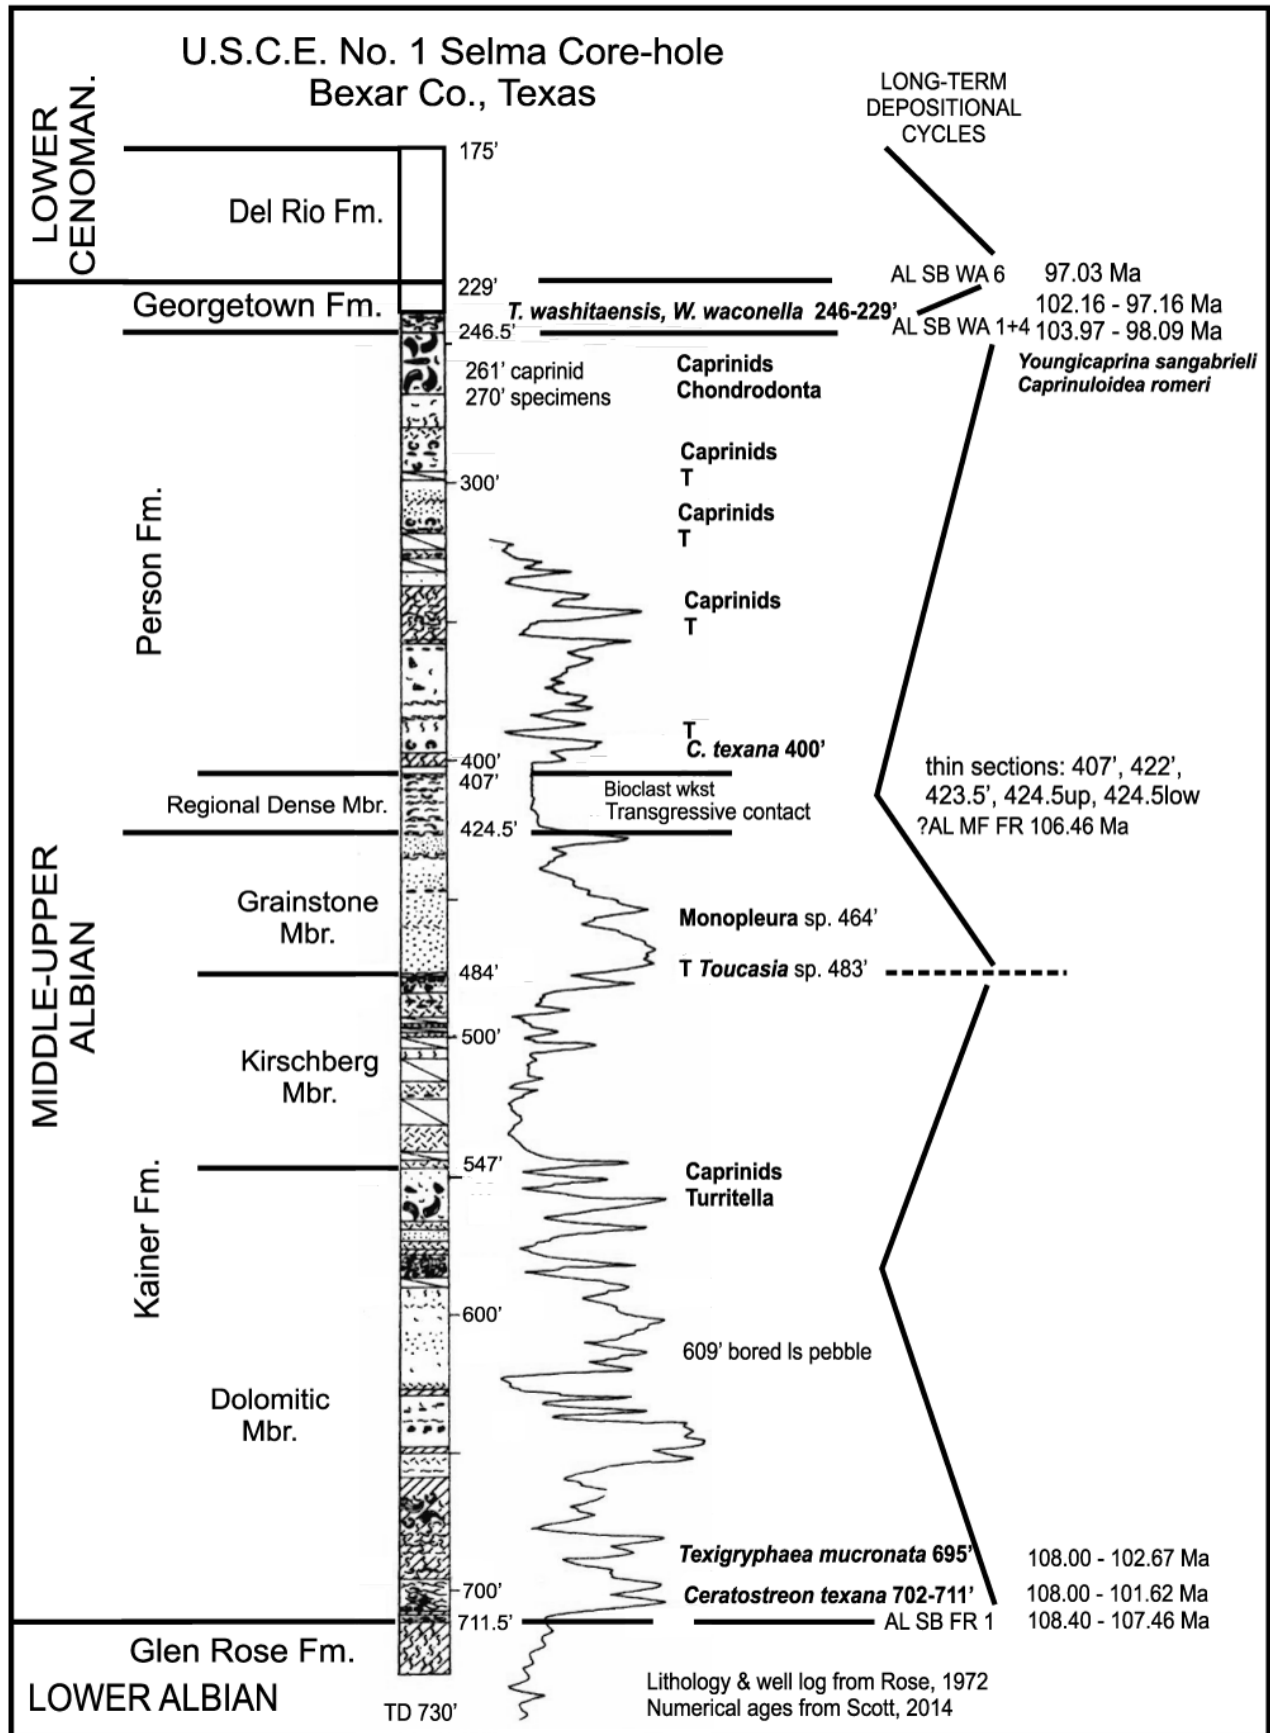 U.S.C.E. No. 1 Selma Core-hole
Bexar Co., Texas
LONG-TERM
DEPOSITIONAL
CYCLES
LOWER
CENOMAN.
175'
Del Rio Fm.
AL SB WA 6
97.03 Ma
229'
Georgetown Fm.
T. washitaensis, W. waconella 246-229'
102.16 - 97.16 Ma
246.5'
AL SB WA 1+4
103.97 - 98.09 Ma
Youngicaprina sangabrieli
Caprinuloidea romeri
261' caprinid
270' specimens
Caprinids
Chondrodonta
Caprinids
T
300'
Caprinids
T
Person Fm.
Caprinids
T
T
C. texana 400'
400'
407'
Regional Dense Mbr.
Bioclast wkst
Transgressive contact
424.5'
thin sections: 407', 422',
423.5', 424.5up, 424.5low
?AL MF FR 106.46 Ma
MIDDLE-UPPER
ALBIAN
Grainstone
Mbr.
Monopleura sp. 464'
484'
T Toucasia sp. 483'
500'
Kirschberg
Mbr.
547'
Caprinids
Turritella
Kainer Fm.
600'
609' bored ls pebble
Dolomitic
Mbr.
Texigryphaea mucronata 695'
108.00 - 102.67 Ma
700'
Ceratostreon texana 702-711'
108.00 - 101.62 Ma
711.5'
AL SB FR 1
108.40 - 107.46 Ma
Glen Rose Fm.
LOWER ALBIAN
TD 730'
Lithology & well log from Rose, 1972
Numerical ages from Scott, 2014